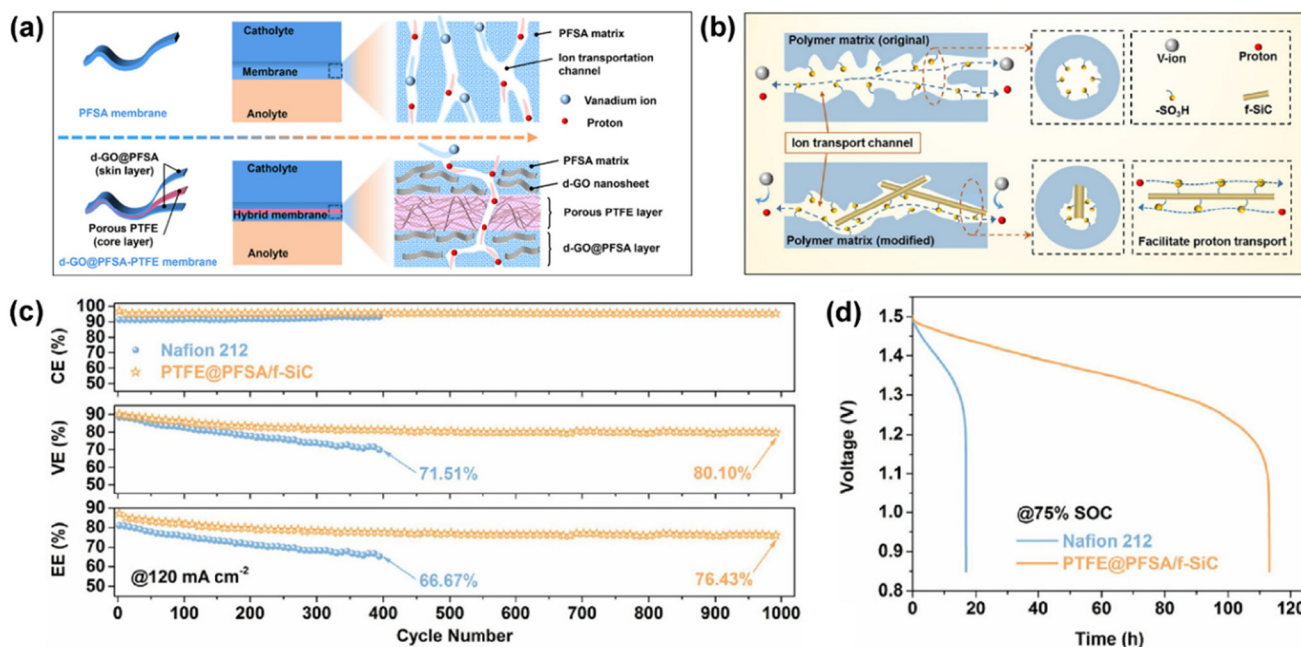 (a)
PFSA membrane
Catholyte
Membrane
Anolyte
PFSA matrix
Ion transportation
channel
Vanadium ion
Proton
d-GO@PFSA
(skin layer)
Porous PTFE
(core layer)
d-GO@PFSA-PTFE membrane
Catholyte
Hybrid membrane
Anolyte
PFSA matrix
d-GO nanosheet
Porous PTFE layer
d-GO@PFSA layer
(b)
Polymer matrix (original)
V-ion
Proton
-SO3H
f-SiC
Ion transport channel
Polymer matrix (modified)
Facilitate proton transport
(c)
CE (%)
100
90
80
70
60
50
Nafion 212
PTFE@PFSA/f-SiC
VE (%)
90
80
70
60
50
71.51%
80.10%
EE (%)
90
80
70
60
50
@120 mA cm-2
66.67%
76.43%
0 100 200 300 400 500 600 700 800 900 1000
Cycle Number
(d)
Voltage (V)
1.5
1.4
1.3
1.2
1.1
1.0
0.9
0.8
@75% SOC
Nafion 212
PTFE@PFSA/f-SiC
0 20 40 60 80 100 120
Time (h)